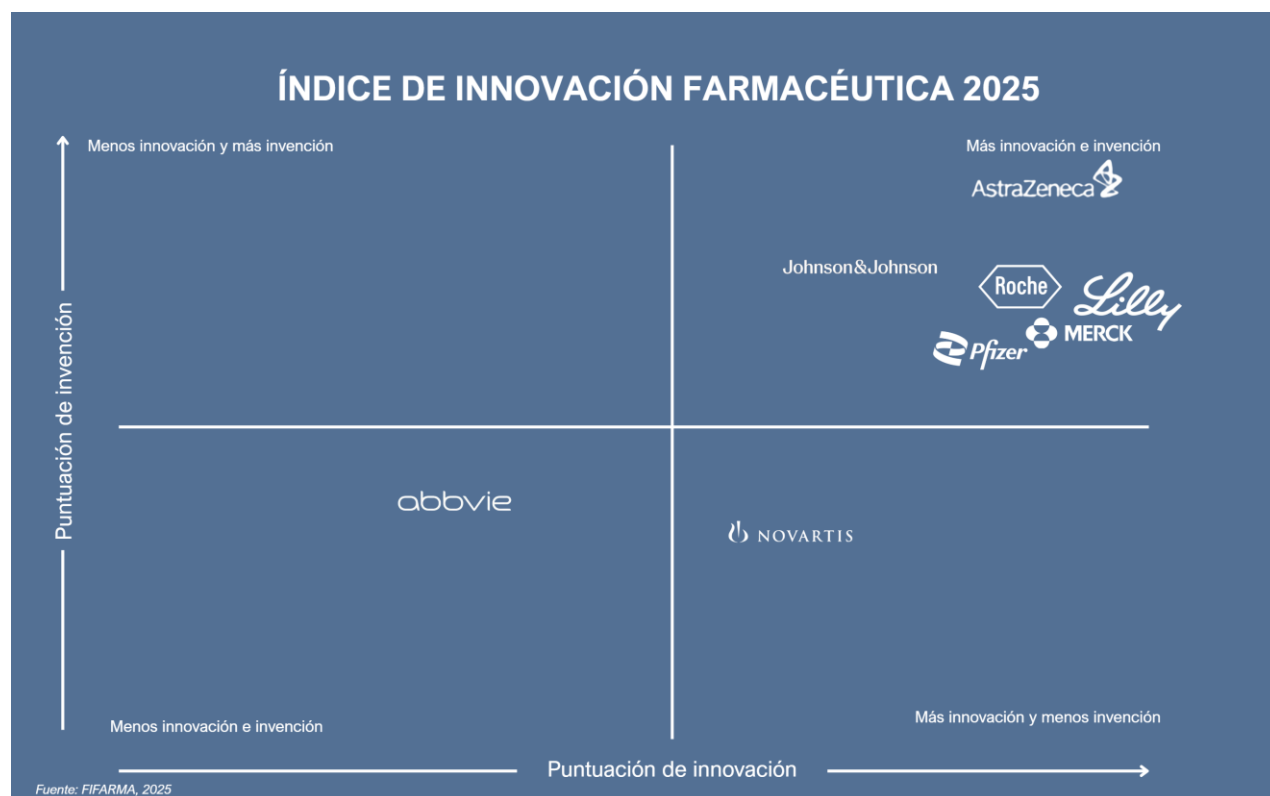 ÍNDICE DE INNOVACIÓN FARMACÉUTICA 2025
Menos innovación y más invención
Más innovación e invención
AstraZeneca
Johnson&Johnson
Roche
Lilly
MERCK
Pfizer
Puntuación de invención
abbvie
NOVARTIS
Menos innovación e invención
Más innovación y menos invención
Puntuación de innovación
Fuente: FIFARMA, 2025